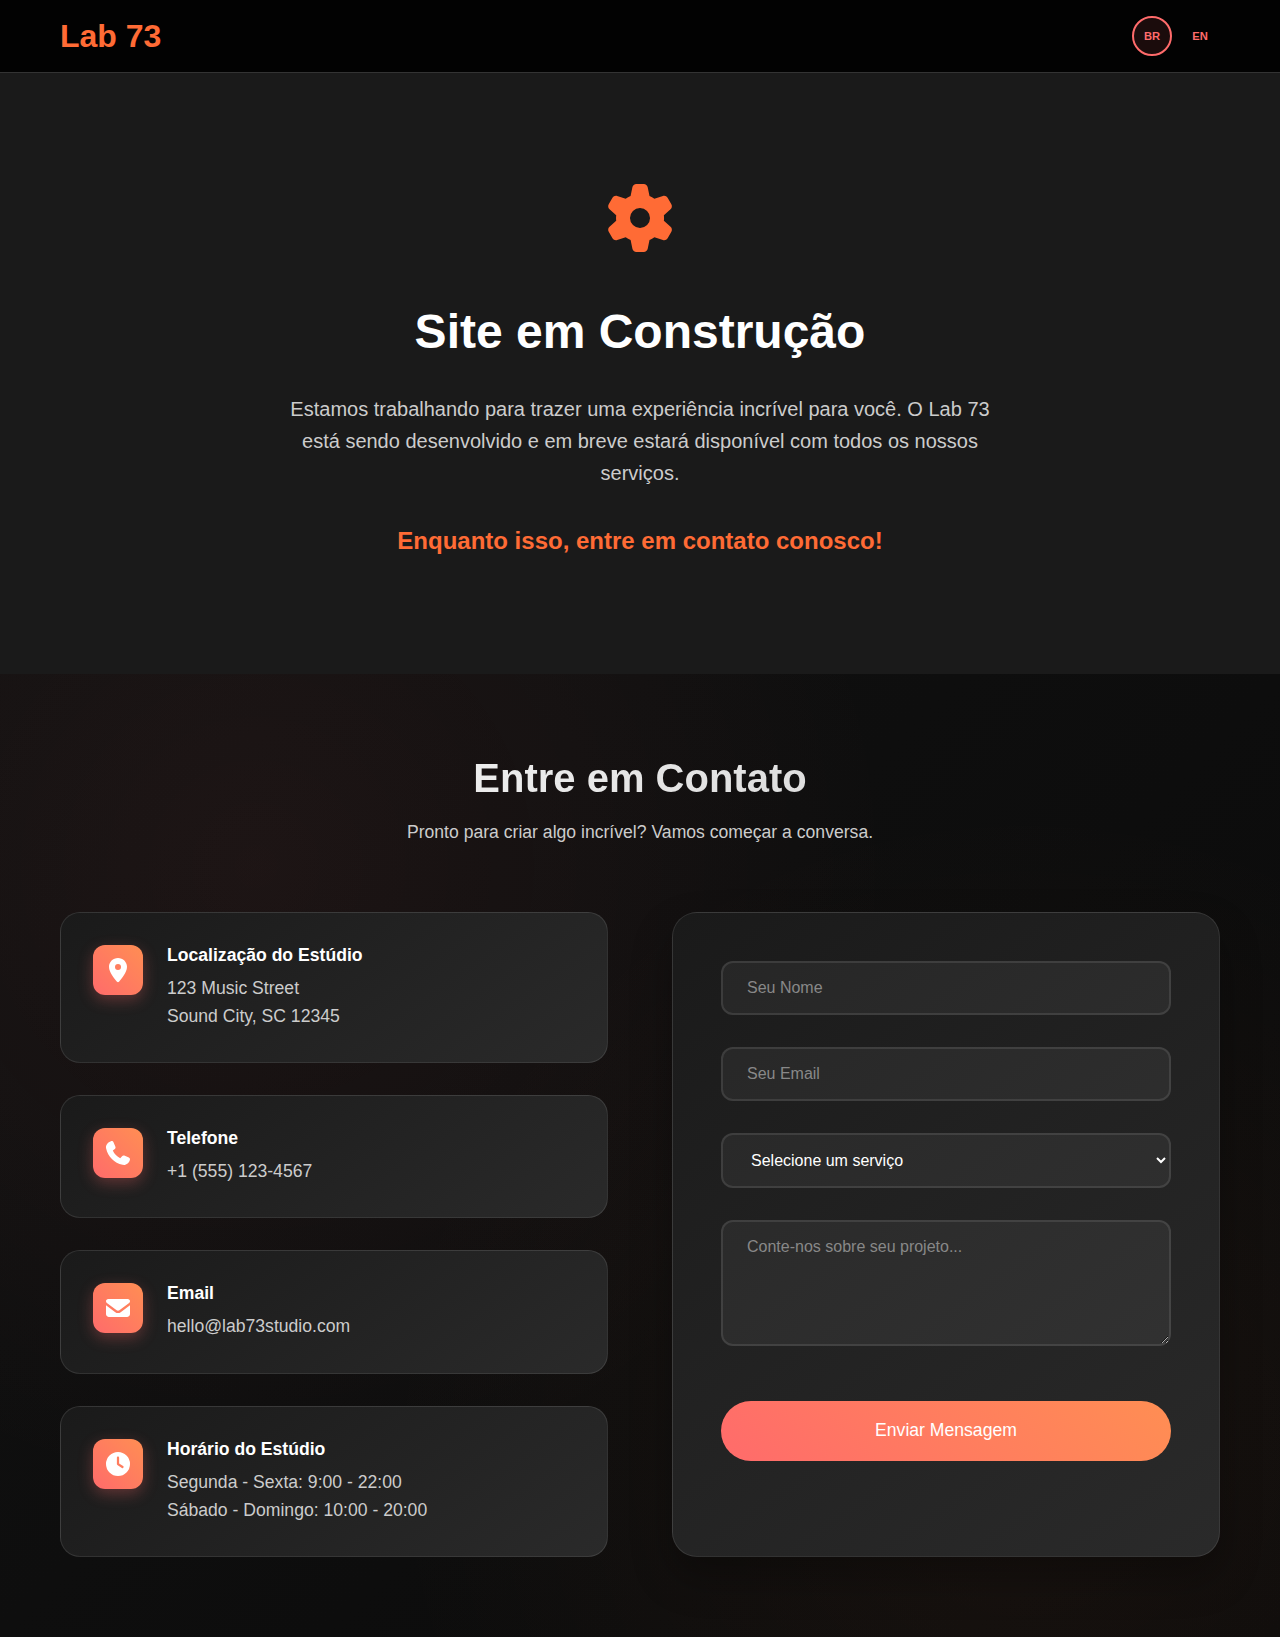 Lab 73
BR
EN
Site em Construção
Estamos trabalhando para trazer uma experiência incrível para você. O Lab 73
está sendo desenvolvido e em breve estará disponível com todos os nossos
serviços.
Enquanto isso, entre em contato conosco!
Entre em Contato
Pronto para criar algo incrível? Vamos começar a conversa.
Localização do Estúdio
123 Music Street
Sound City, SC 12345
Telefone
+1 (555) 123-4567
Email
hello@lab73studio.com
Horário do Estúdio
Segunda - Sexta: 9:00 - 22:00
Sábado - Domingo: 10:00 - 20:00
Seu Nome
Seu Email
Selecione um serviço
Conte-nos sobre seu projeto...
Enviar Mensagem